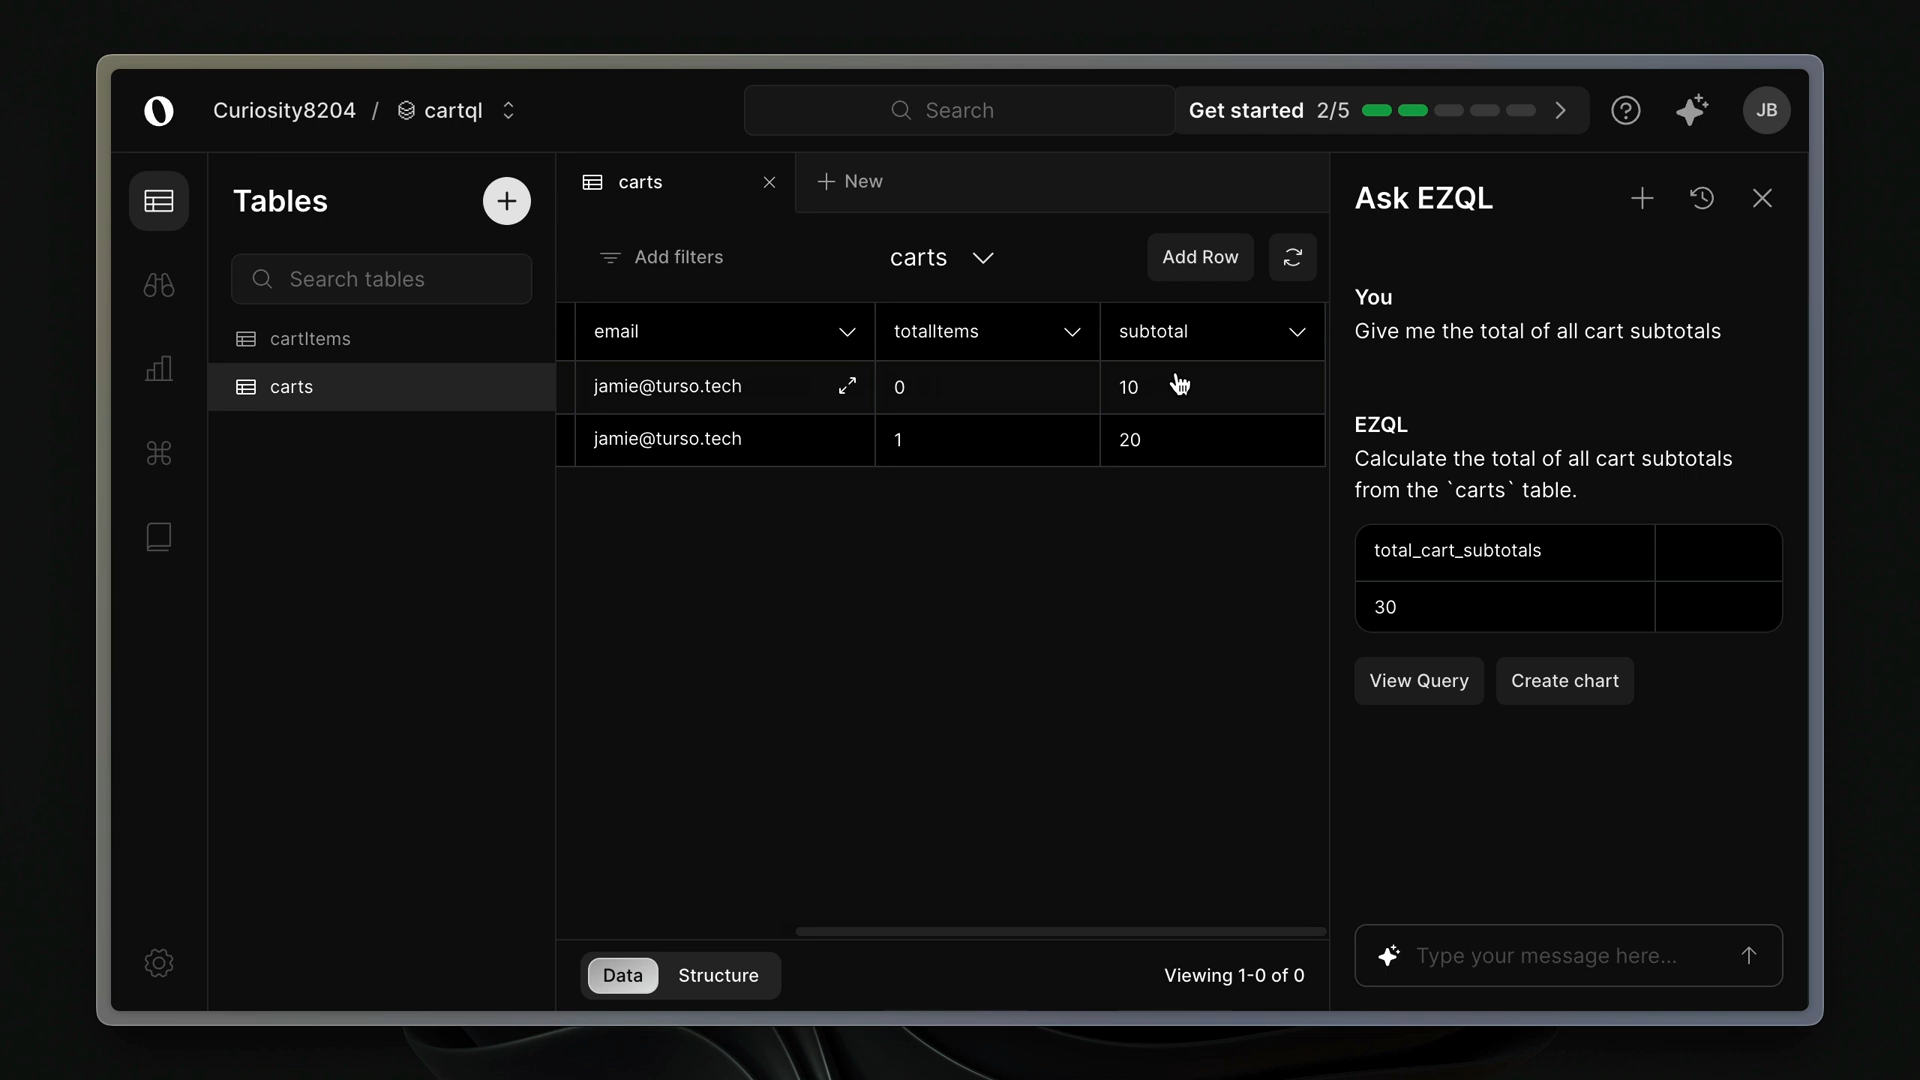 Curiosity8204 / cartql
Search
Get started 2/5
JB
Tables
Search tables
cartItems
carts
carts
New
Add filters
carts
Add Row
email totalItems subtotal
jamie@turso.tech 0 10
jamie@turso.tech 1 20
Data Structure
Viewing 1-0 of 0
Ask EZQL
You
Give me the total of all cart subtotals
EZQL
Calculate the total of all cart subtotals
from the `carts` table.
total_cart_subtotals
30
View Query Create chart
Type your message here...